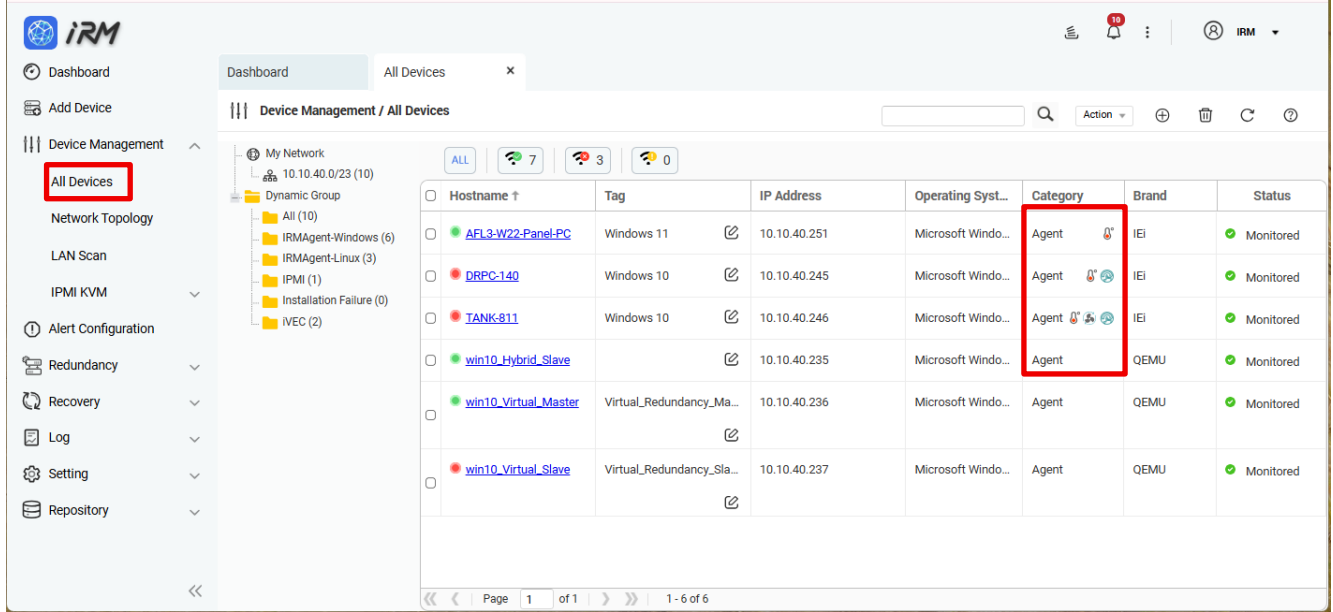 iRM
10
IRM
Dashboard
Add Device
Device Management
All Devices
Network Topology
LAN Scan
IPMI KVM
Alert Configuration
Redundancy
Recovery
Log
Setting
Repository
Dashboard
All Devices ×
Device Management / All Devices
Action
My Network
10.10.40.0/23 (10)
Dynamic Group
All (10)
IRMAgent-Windows (6)
IRMAgent-Linux (3)
IPMI (1)
Installation Failure (0)
iVEC (2)
ALL 7 3 0
Hostname ↑ Tag IP Address Operating Syst... Category Brand Status
AFL3-W22-Panel-PC Windows 11 10.10.40.251 Microsoft Windo... Agent IEi Monitored
DRPC-140 Windows 10 10.10.40.245 Microsoft Windo... Agent IEi Monitored
TANK-811 Windows 10 10.10.40.246 Microsoft Windo... Agent IEi Monitored
win10_Hybrid_Slave 10.10.40.235 Microsoft Windo... Agent QEMU Monitored
win10_Virtual_Master Virtual_Redundancy_Ma... 10.10.40.236 Microsoft Windo... Agent QEMU Monitored
win10_Virtual_Slave Virtual_Redundancy_Sla... 10.10.40.237 Microsoft Windo... Agent QEMU Monitored
Page 1 of 1 1 - 6 of 6